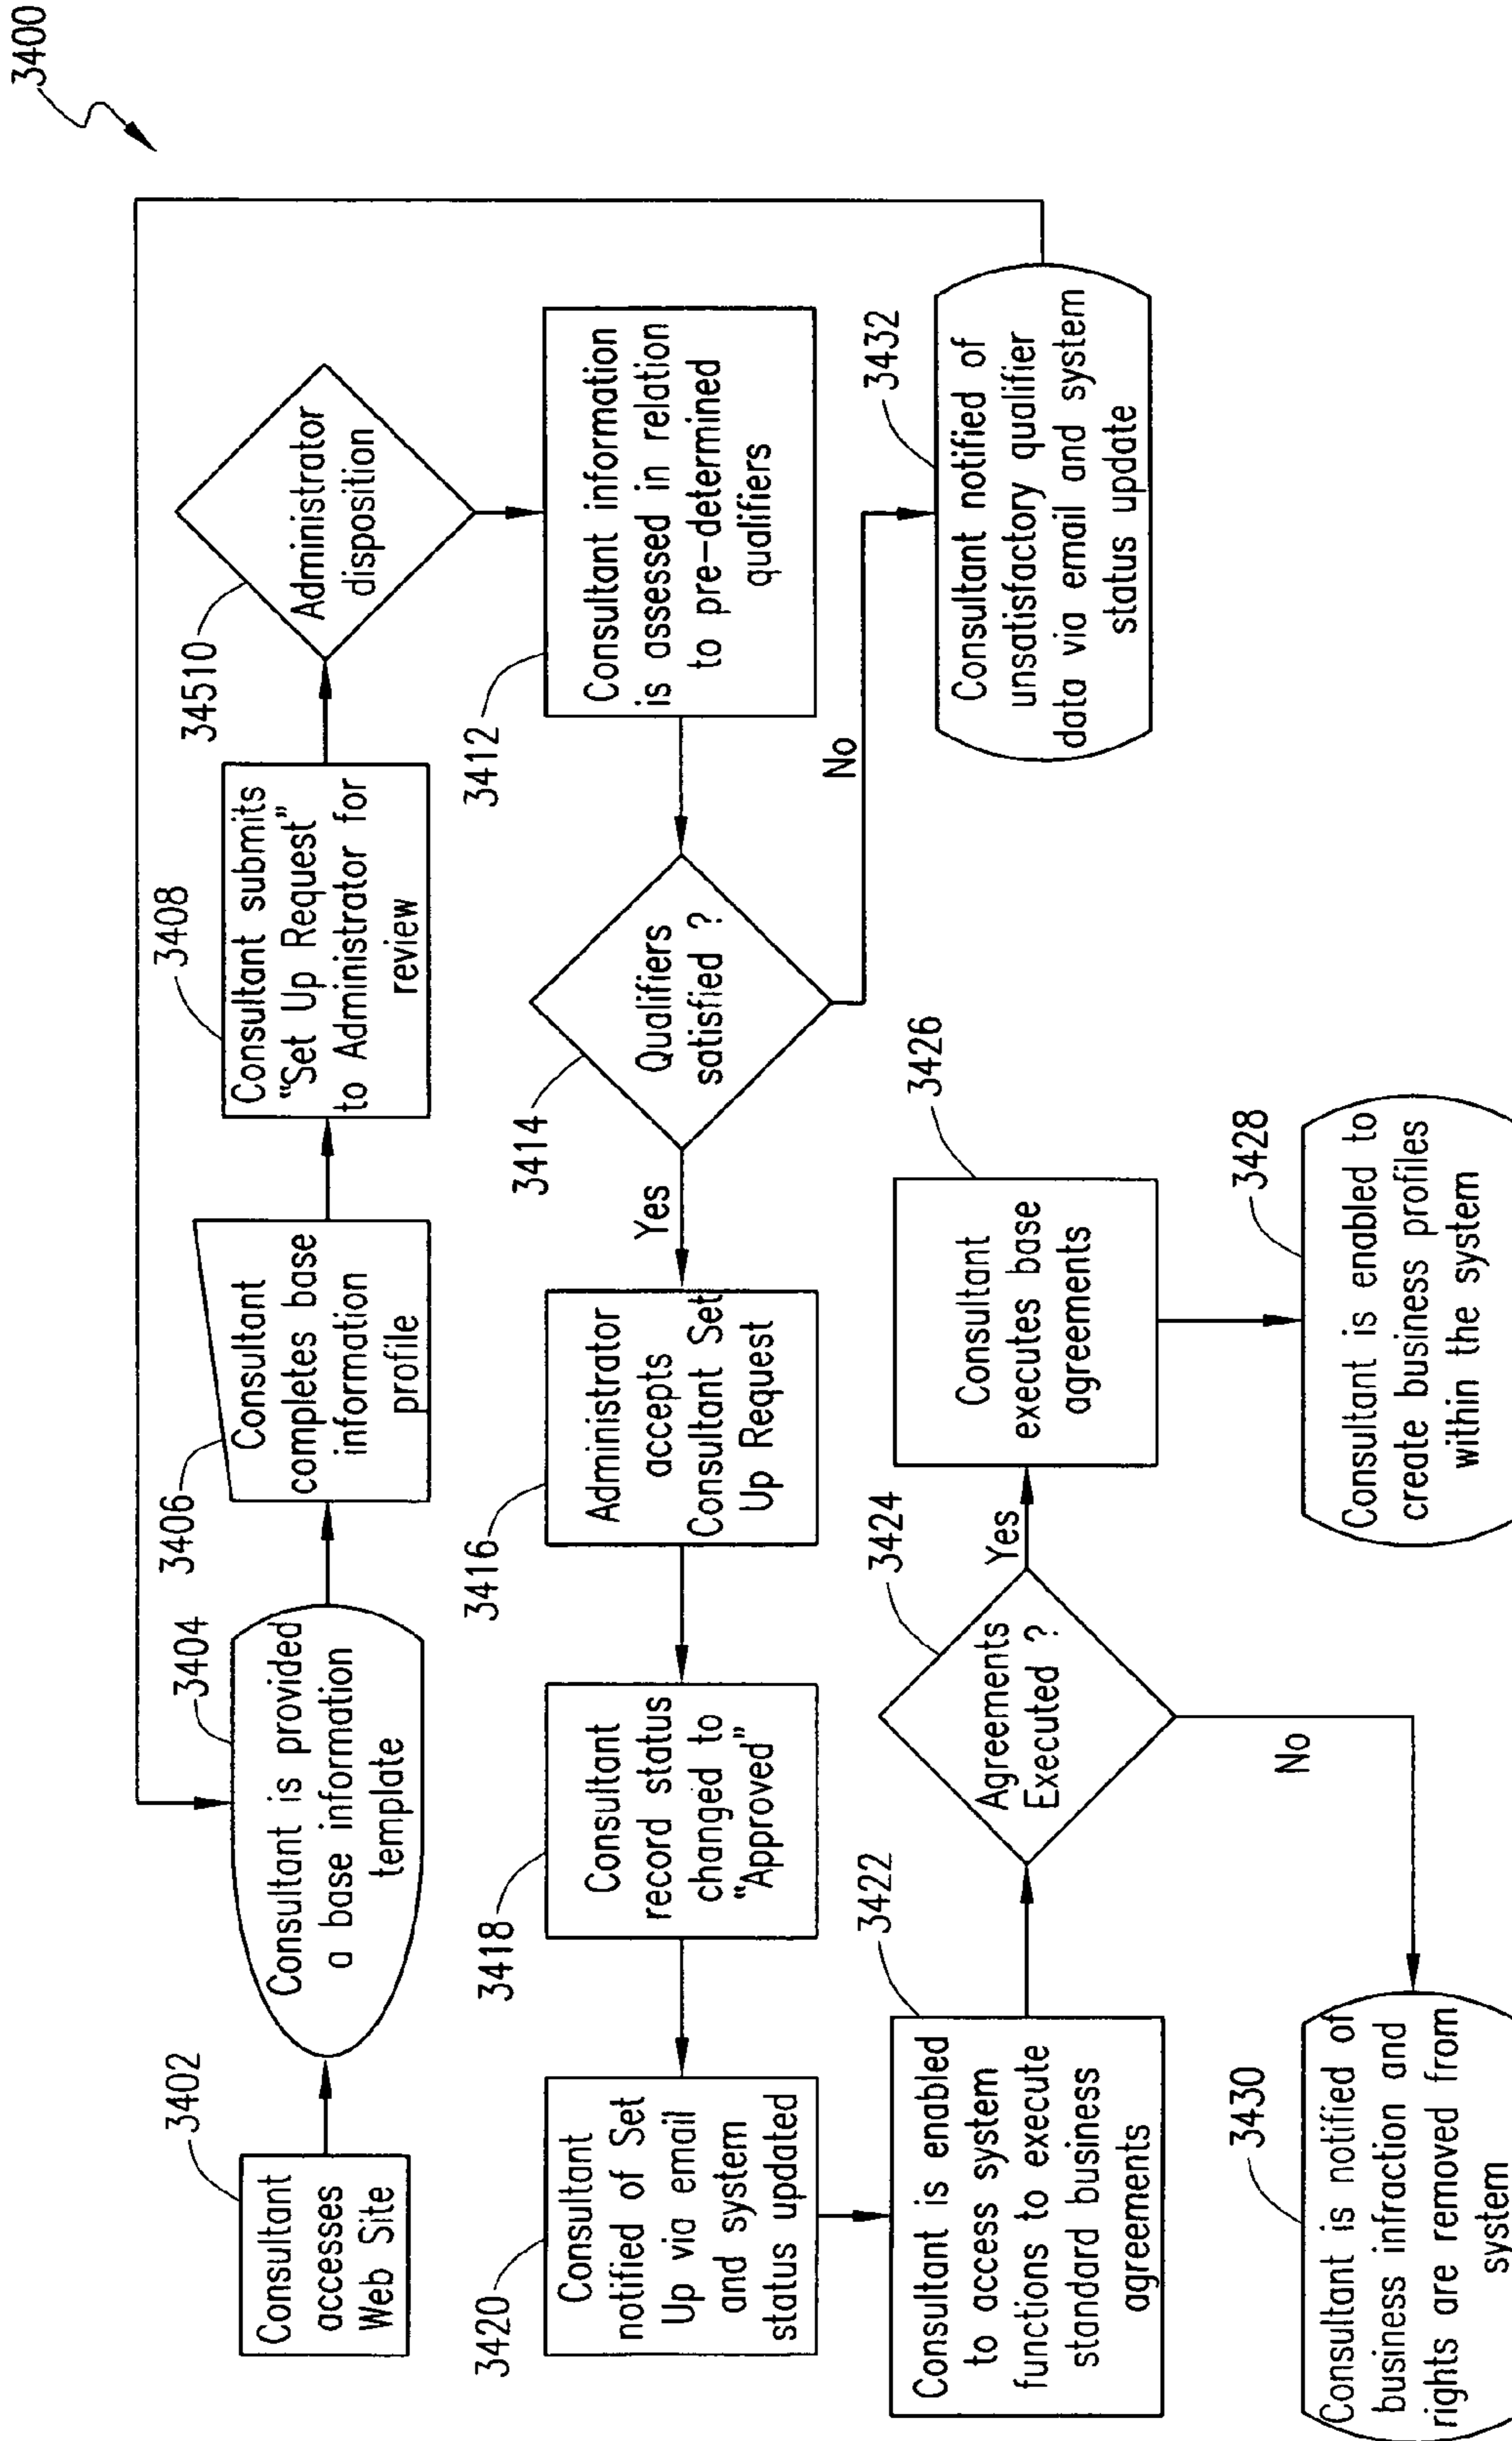 3400
3402
Consultant
accesses
Web Site
3404
Consultant is provided
a base information
template
3406
Consultant
completes base
information
profile
3408
Consultant submits
“Set Up Request”
to Administrator for
review
34510
Administrator
disposition
3412
Consultant information
is assessed in relation
to pre-determined
qualifiers
3414
Qualifiers
satisfied ?
Yes
No
3416
Administrator
accepts
Consultant Set
Up Request
3418
Consultant
record status
changed to
“Approved”
3420
Consultant
notified of Set
Up via email
and system
status updated
3422
Consultant is enabled
to access system
functions to execute
standard business
agreements
3424
Agreements
Executed ?
Yes
No
3426
Consultant
executes base
agreements
3428
Consultant is enabled to
create business profiles
within the system
3430
Consultant is notified of
business infraction and
rights are removed from
system
3432
Consultant notified of
unsatisfactory qualifier
data via email and system
status update